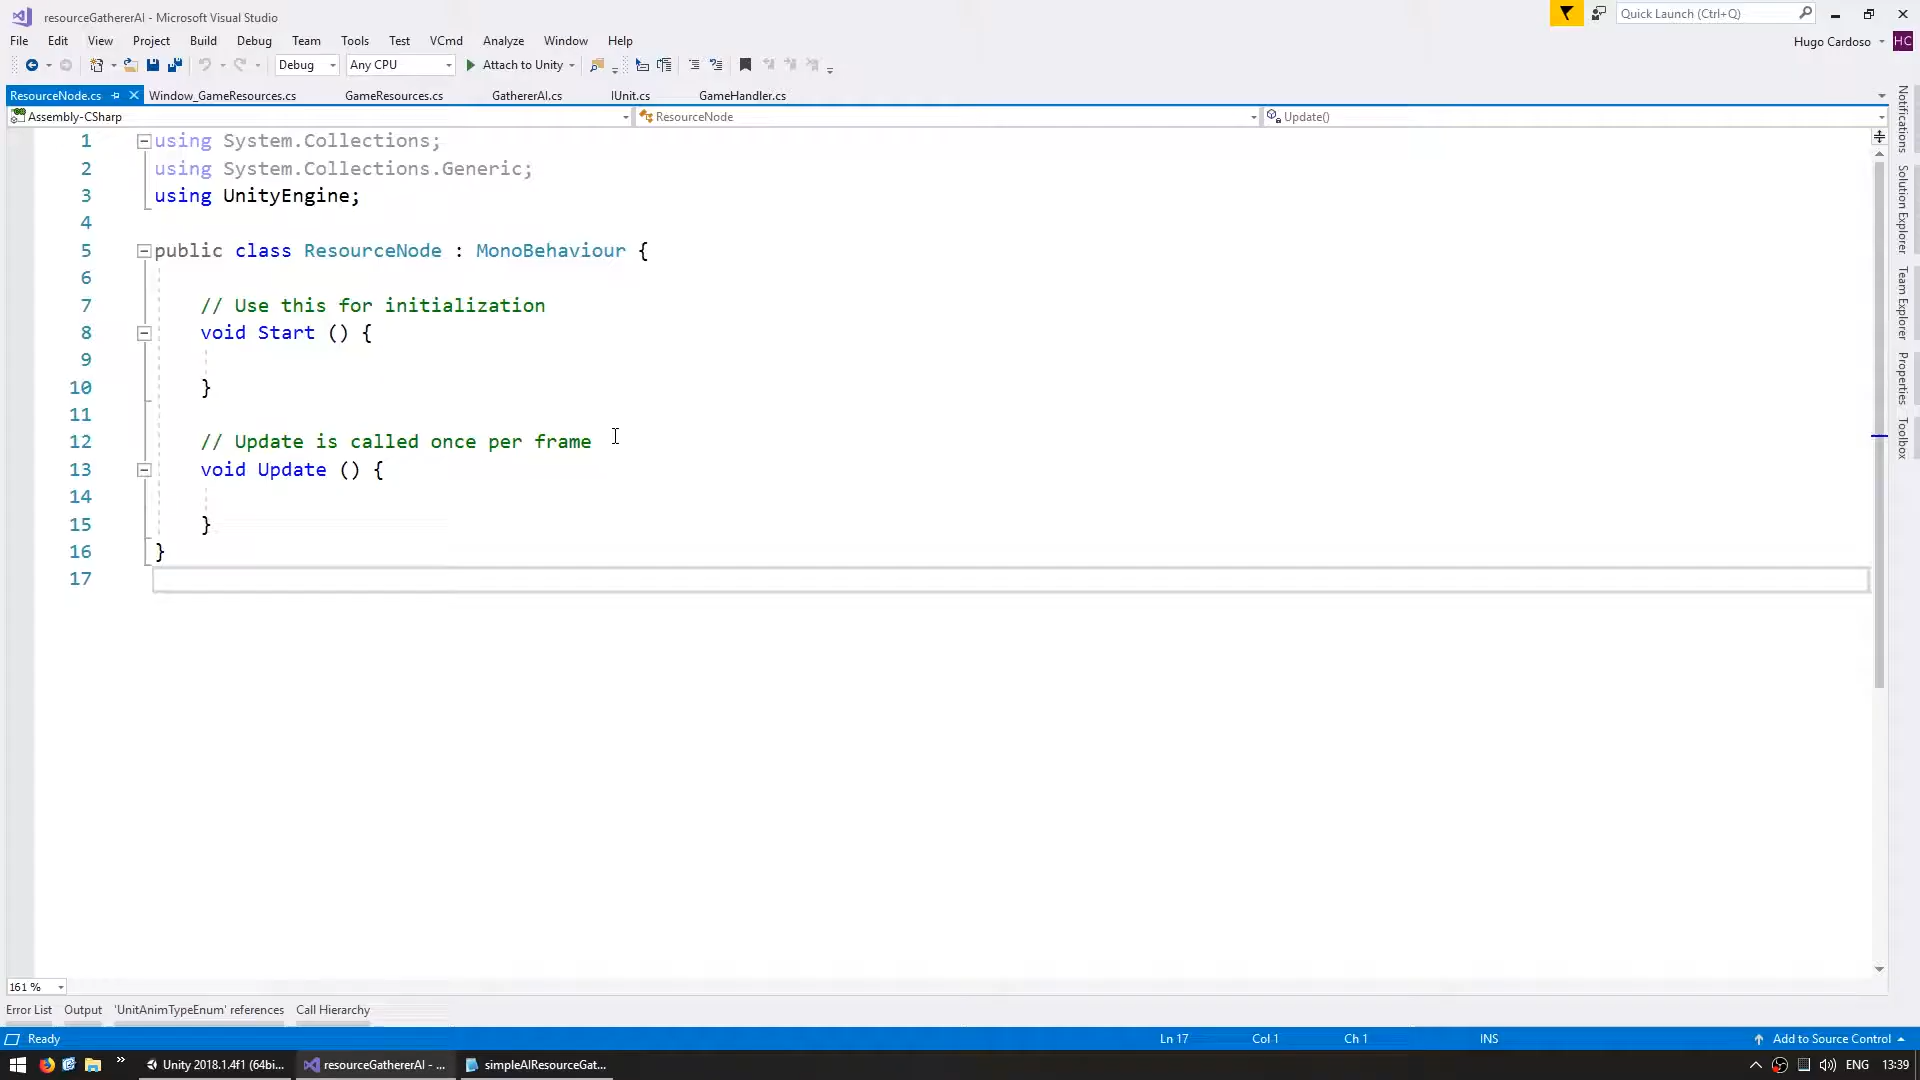 resourceGathererAI - Microsoft Visual Studio
Quick Launch (Ctrl+Q)
File Edit View Project Build Debug Team Tools Test VCmd Analyze Window Help
Hugo Cardoso HC
Debug Any CPU Attach to Unity
ResourceNode.cs Window_GameResources.cs GameResources.cs GathererAI.cs IUnit.cs GameHandler.cs
Assembly-CSharp ResourceNode Update()
1 using System.Collections;
2 using System.Collections.Generic;
3 using UnityEngine;
4
5 public class ResourceNode : MonoBehaviour {
6
7 // Use this for initialization
8 void Start () {
9
10 }
11
12 // Update is called once per frame
13 void Update () {
14
15 }
16 }
17
Notifications
Solution Explorer
Team Explorer
Properties
Toolbox
161 %
Error List Output 'UnitAnimTypeEnum' references Call Hierarchy
Ready Ln 17 Col 1 Ch 1 INS Add to Source Control
Unity 2018.1.4f1 (64bi... resourceGathererAI - ... simpleAIResourceGat... ENG 13:39